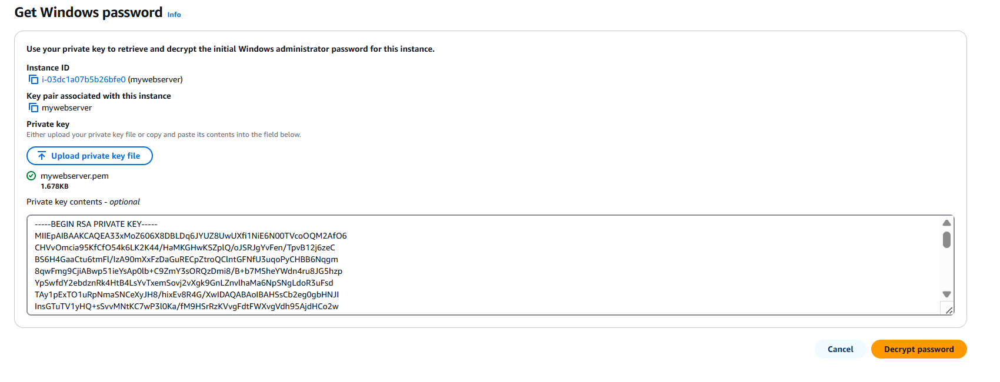 Get Windows password Info
Use your private key to retrieve and decrypt the initial Windows administrator password for this instance.
Instance ID
i-03dc1a07b5b26bfe0 (mywebserver)
Key pair associated with this instance
mywebserver
Private key
Either upload your private key file or copy and paste its contents into the field below.
Upload private key file
mywebserver.pem
1.678KB
Private key contents - optional
-----BEGIN RSA PRIVATE KEY-----
MIIEpAIBAAKCAQEA33xMoZ606X8DBLDq6JYUZ8UwUXfi1NiE6N00TVcoOQM2AfO6
CHVvOmcia95KfCfO54k6LK2K44/HaMKGHwKSZplQ/oJSRJgYvFen/TpvB12j6zeC
BS6H4GaaCtu6tmFl/IzA90mXxFzDaGuRECpZtroQClntGFNfU3uqoPyCHBB6Nqgm
8qwFmg9CjiABwp51ieYsAp0lb+C9ZmY3sORQzDmi8/B+b7MSheYWdn4ru8JG5hzp
YpSwfdY2ebdznRk4HtB4LsYvTxemSovj2vXgk9GnLZnvlhaMa6NpSNgLdoR3uFsd
TAy1pExTO1uRpNmaSNCeXyJH8/hixEv8R4G/XwIDAQABAoIBAHSsCb2eg0gbHNJI
InsGTuTV1yHQ+sSvvMNtKC7wP3l0Ka/fM9HSrRzKVvgFdtFWXvgVdh95AjdHCo2w
Cancel
Decrypt password